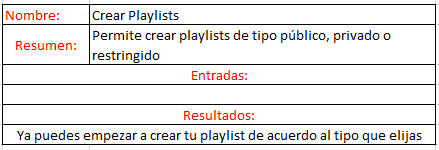 Nombre: Crear Playlists
Resumen: Permite crear playlists de tipo público, privado o
restringido
Entradas:
Resultados:
Ya puedes empezar a crear tu playlist de acuerdo al tipo que elijas